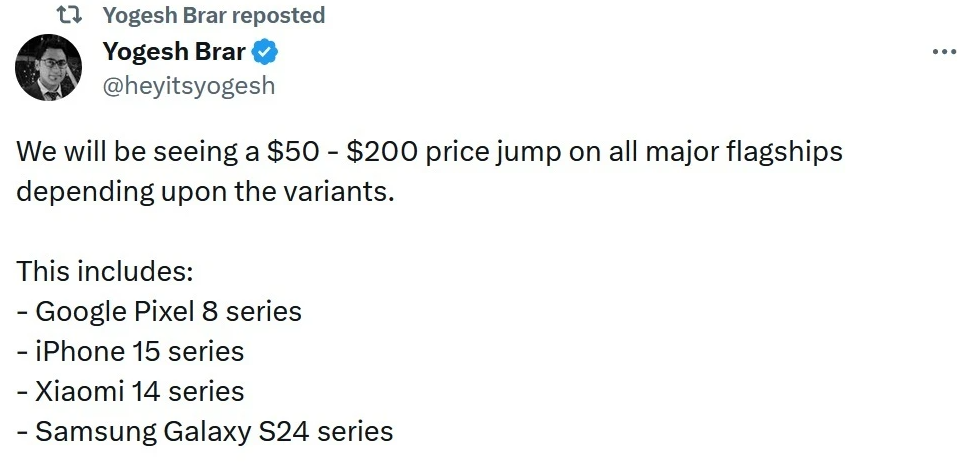 Yogesh Brar reposted
Yogesh Brar
@heyitsyogesh
We will be seeing a $50 - $200 price jump on all major flagships
depending upon the variants.
This includes:
- Google Pixel 8 series
- iPhone 15 series
- Xiaomi 14 series
- Samsung Galaxy S24 series